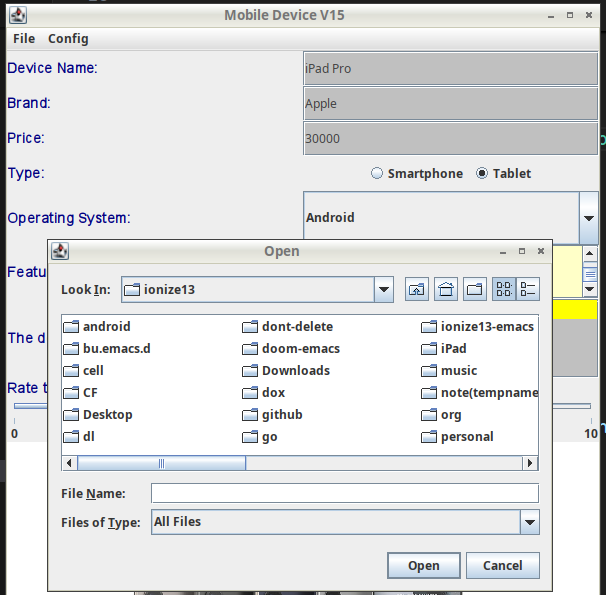 Mobile Device V15
File Config
Device Name: iPad Pro
Brand: Apple
Price: 30000
Type: Smartphone Tablet
Operating System: Android
Open
Featu
Look In: ionize13
android dont-delete ionize13-emacs
bu.emacs.d doom-emacs iPad
The d
cell Downloads music
CF dox note(tempname
Rate t
Desktop github org
dl go personal
0 10
File Name:
Files of Type: All Files
Open Cancel